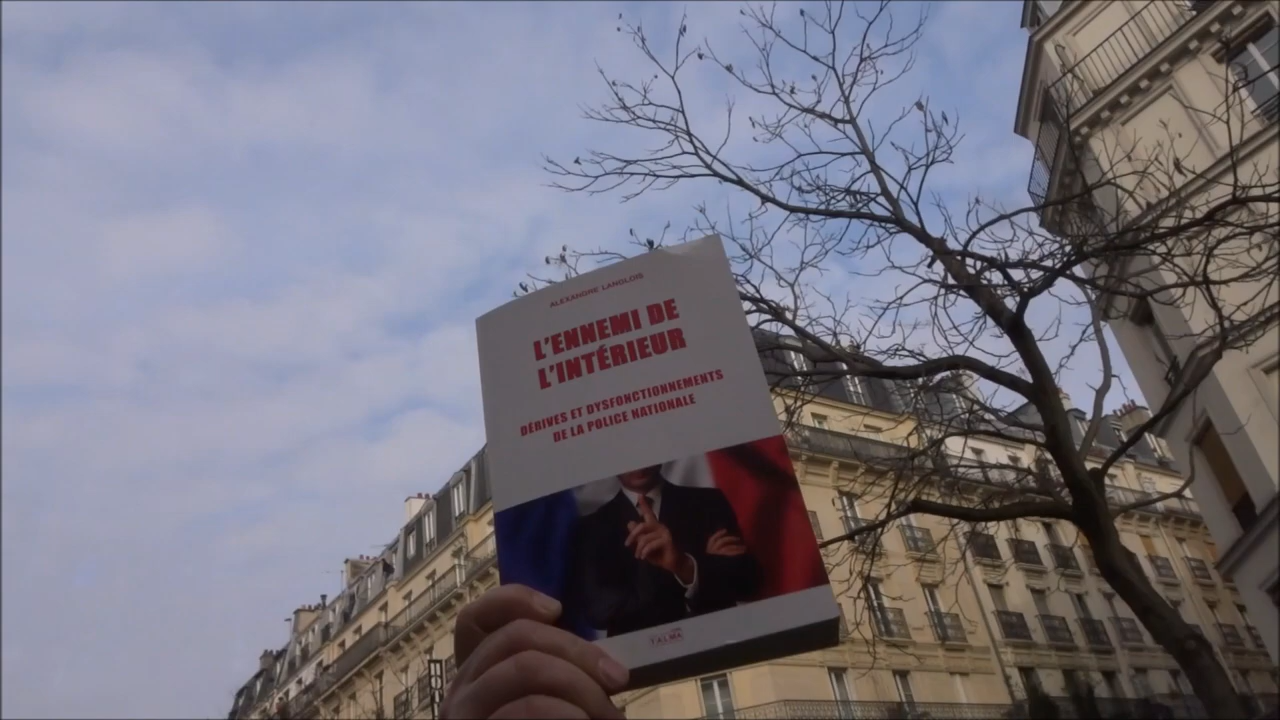 ALEXANDRE LANGLOIS
L'ENNEMI DE
L'INTÉRIEUR
DÉRIVES ET DYSFONCTIONNEMENTS
DE LA POLICE NATIONALE
TALMA